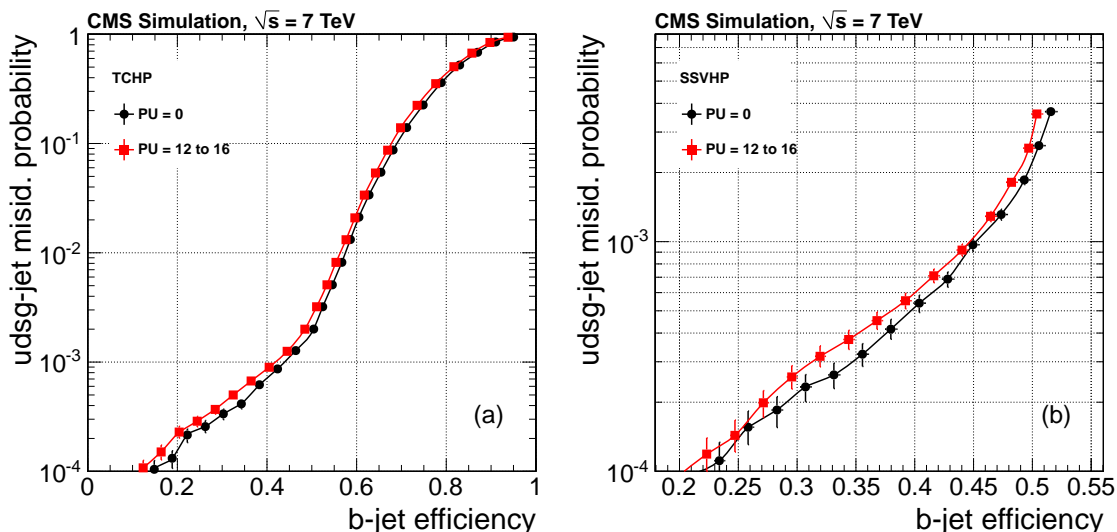 CMS Simulation, √s = 7 TeV
udsg-jet misid. probability
1
10⁻¹
10⁻²
10⁻³
10⁻⁴
TCHP
PU = 0
PU = 12 to 16
(a)
0 0.2 0.4 0.6 0.8 1
b-jet efficiency
CMS Simulation, √s = 7 TeV
udsg-jet misid. probability
10⁻³
10⁻⁴
SSVHP
PU = 0
PU = 12 to 16
(b)
0.2 0.25 0.3 0.35 0.4 0.45 0.5 0.55
b-jet efficiency